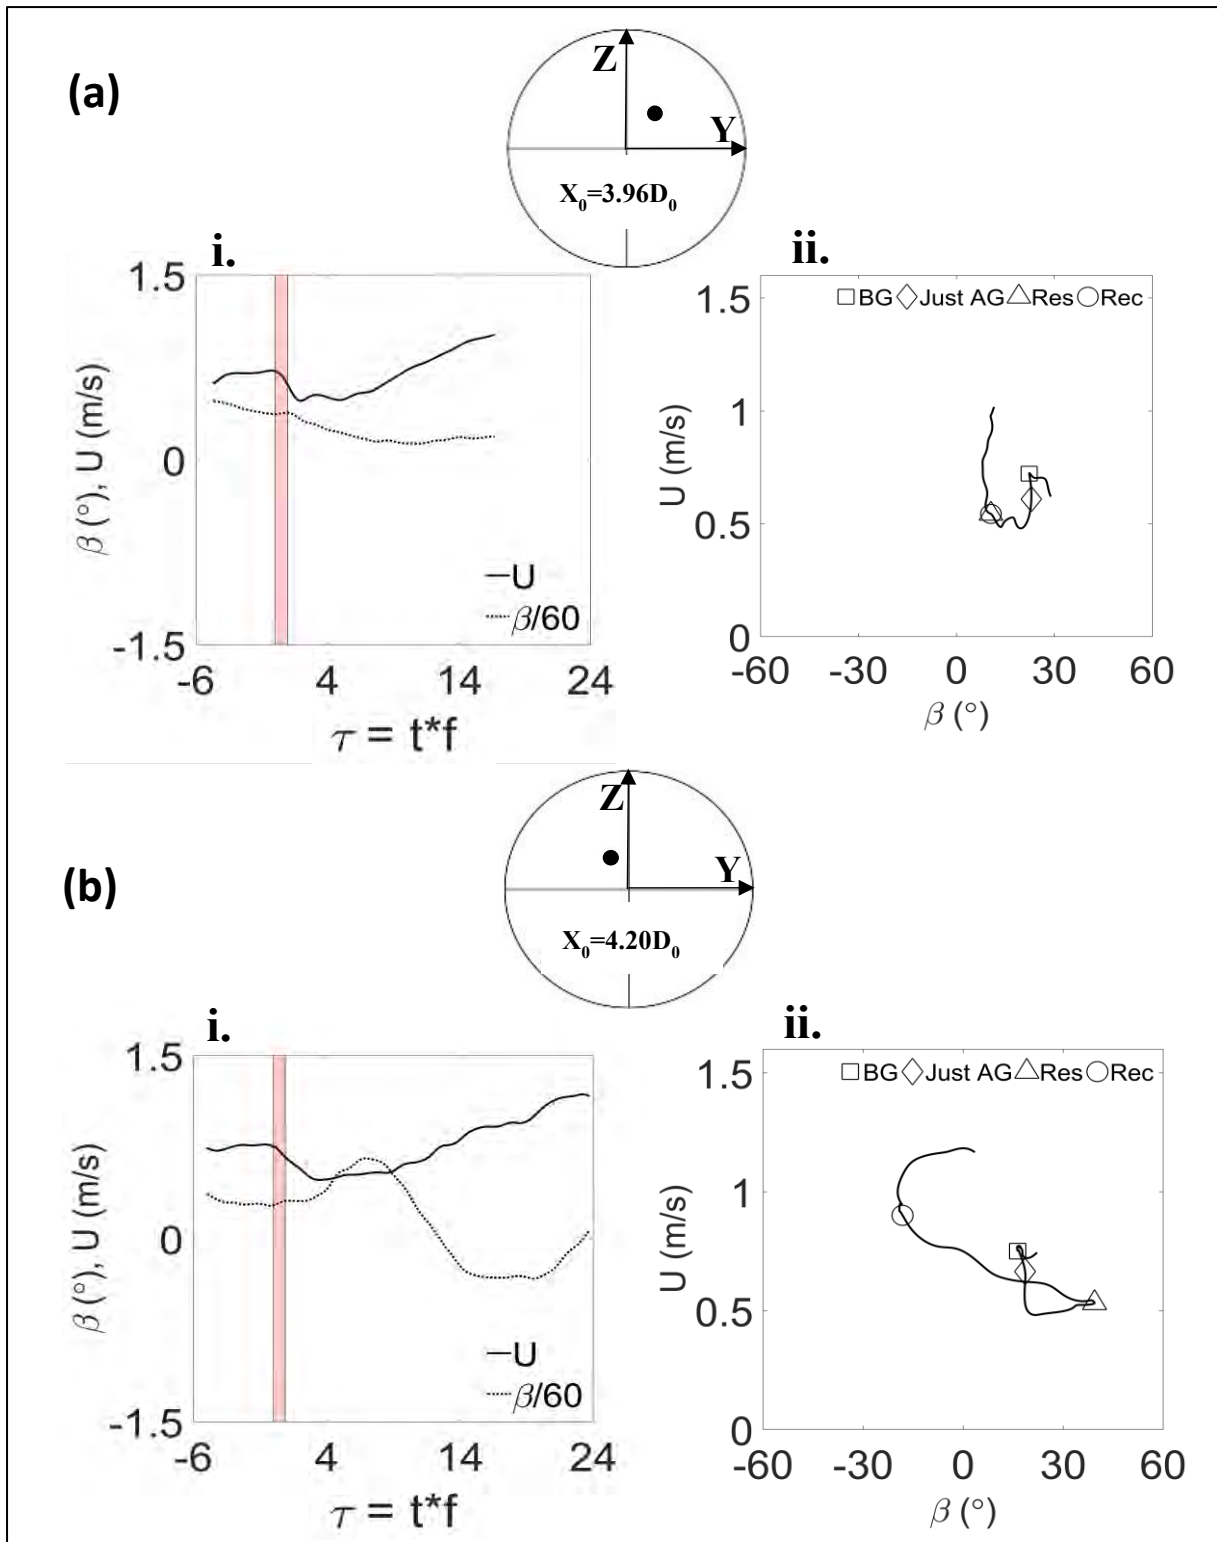 (a)
Z
Y
X₀=3.96D₀
i.
1.5
0
-1.5
-6 4 14 24
β (°), U (m/s)
τ = t*f
U
β/60
ii.
BG Just AG Res Rec
1.5
1
0.5
0
-60 -30 0 30 60
U (m/s)
β (°)
(b)
Z
Y
X₀=4.20D₀
i.
1.5
0
-1.5
-6 4 14 24
β (°), U (m/s)
τ = t*f
U
β/60
ii.
BG Just AG Res Rec
1.5
1
0.5
0
-60 -30 0 30 60
U (m/s)
β (°)